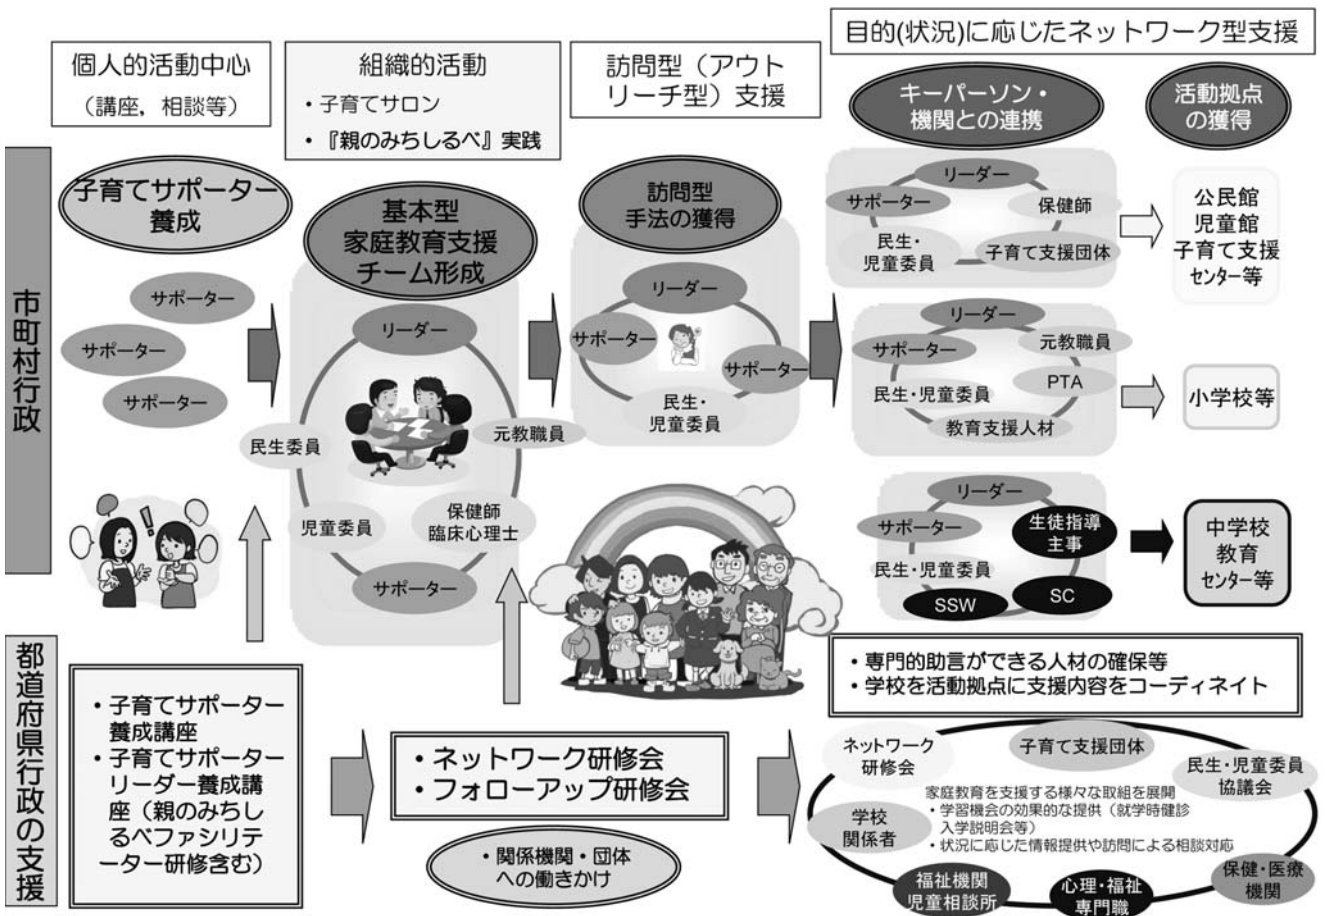 個人的活動中心
（講座，相談等）
組織的活動
・子育てサロン
・『親のみちしるべ』実践
訪問型（アウト
リーチ型）支援
目的(状況)に応じたネットワーク型支援
キーパーソン・
機関との連携
活動拠点
の獲得
市町村行政
子育てサポーター
養成
サポーター
サポーター
サポーター
基本型
家庭教育支援
チーム形成
リーダー
民生委員
元教職員
児童委員
保健師
臨床心理士
サポーター
訪問型
手法の獲得
リーダー
サポーター
サポーター
民生・
児童委員
リーダー
サポーター
保健師
民生・
児童委員
子育て支援団体
公民館
児童館
子育て支援
センター等
リーダー
サポーター
元教職員
民生・児童委員
PTA
教育支援人材
小学校等
リーダー
サポーター
生徒指導
主事
民生・児童委員
SSW
SC
中学校
教育
センター等
都道府県行政の支援
・子育てサポーター
養成講座
・子育てサポーター
リーダー養成講
座（親のみちし
るべファシリテ
ーター研修含む）
・ネットワーク研修会
・フォローアップ研修会
・関係機関・団体
への働きかけ
・専門的助言ができる人材の確保等
・学校を活動拠点に支援内容をコーディネイト
ネットワーク
研修会
子育て支援団体
民生・児童委員
協議会
家庭教育を支援する様々な取組を展開
・学習機会の効果的な提供（就学時健診
入学説明会等）
・状況に応じた情報提供や訪問による相談対応
学校
関係者
福祉機関
児童相談所
心理・福祉
専門職
保健・医療
機関